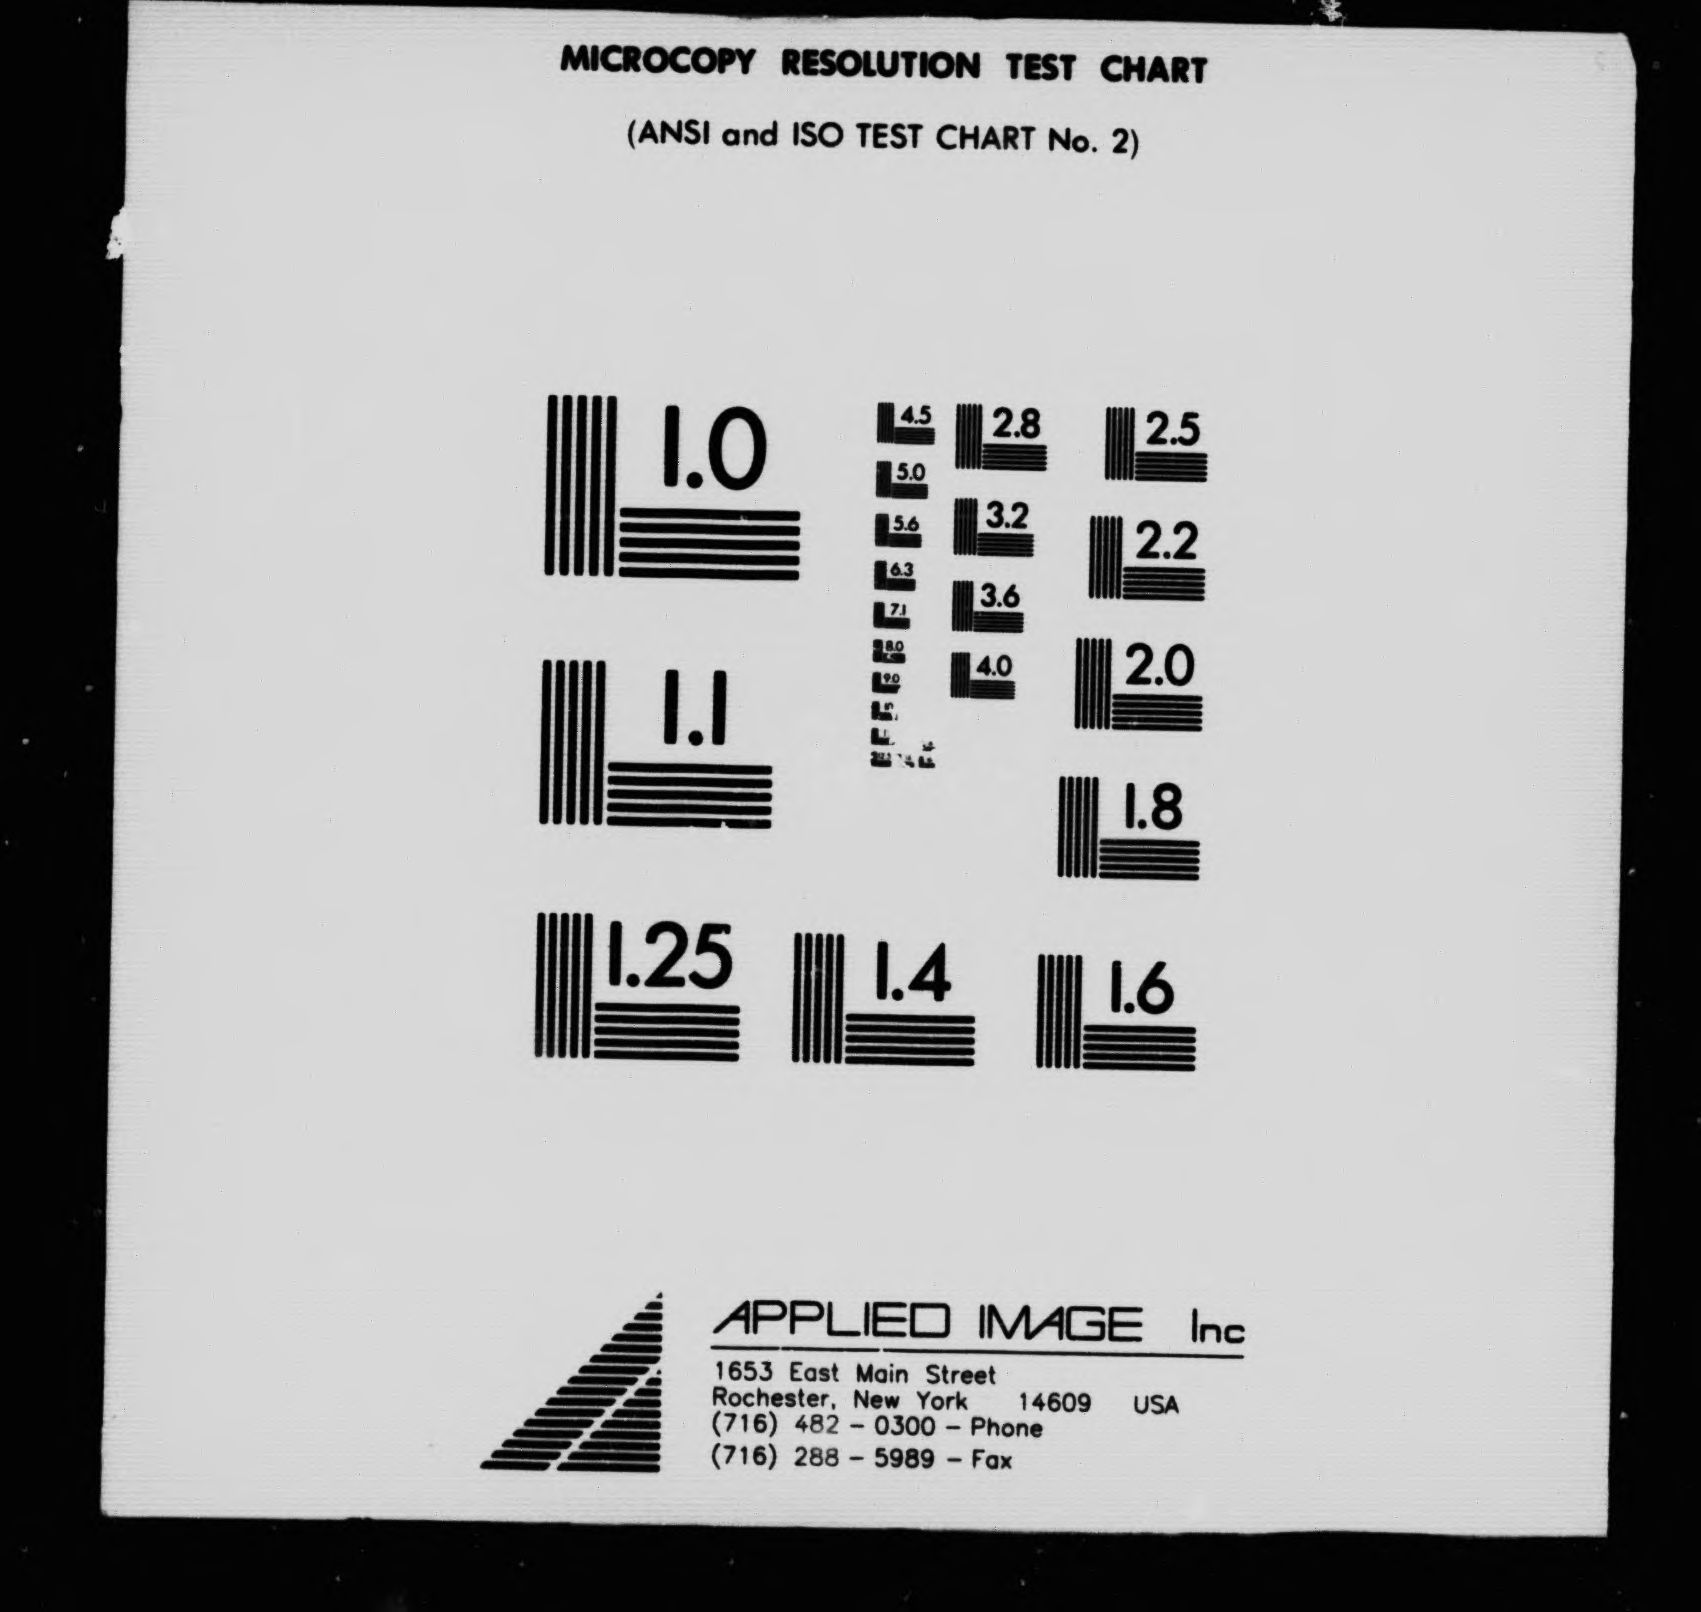 MICROCOPY RESOLUTION TEST CHART
(ANSI and ISO TEST CHART No. 2)
1.0
1.1
1.25
1.4
1.6
1.8
2.0
2.2
2.5
2.8
3.2
3.6
4.0
4.5
5.0
5.6
6.3
7.1
8.0
9.0
APPLIED IMAGE Inc
1653 East Main Street
Rochester, New York 14609 USA
(716) 482 - 0300 - Phone
(716) 288 - 5989 - Fax